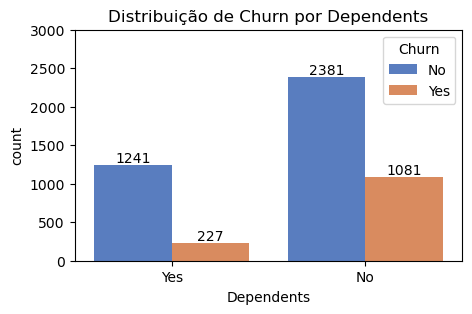 Distribuição de Churn por Dependents
3000
2500
2000
1500
1000
500
0
count
1241
227
2381
1081
Churn
No
Yes
Yes
No
Dependents